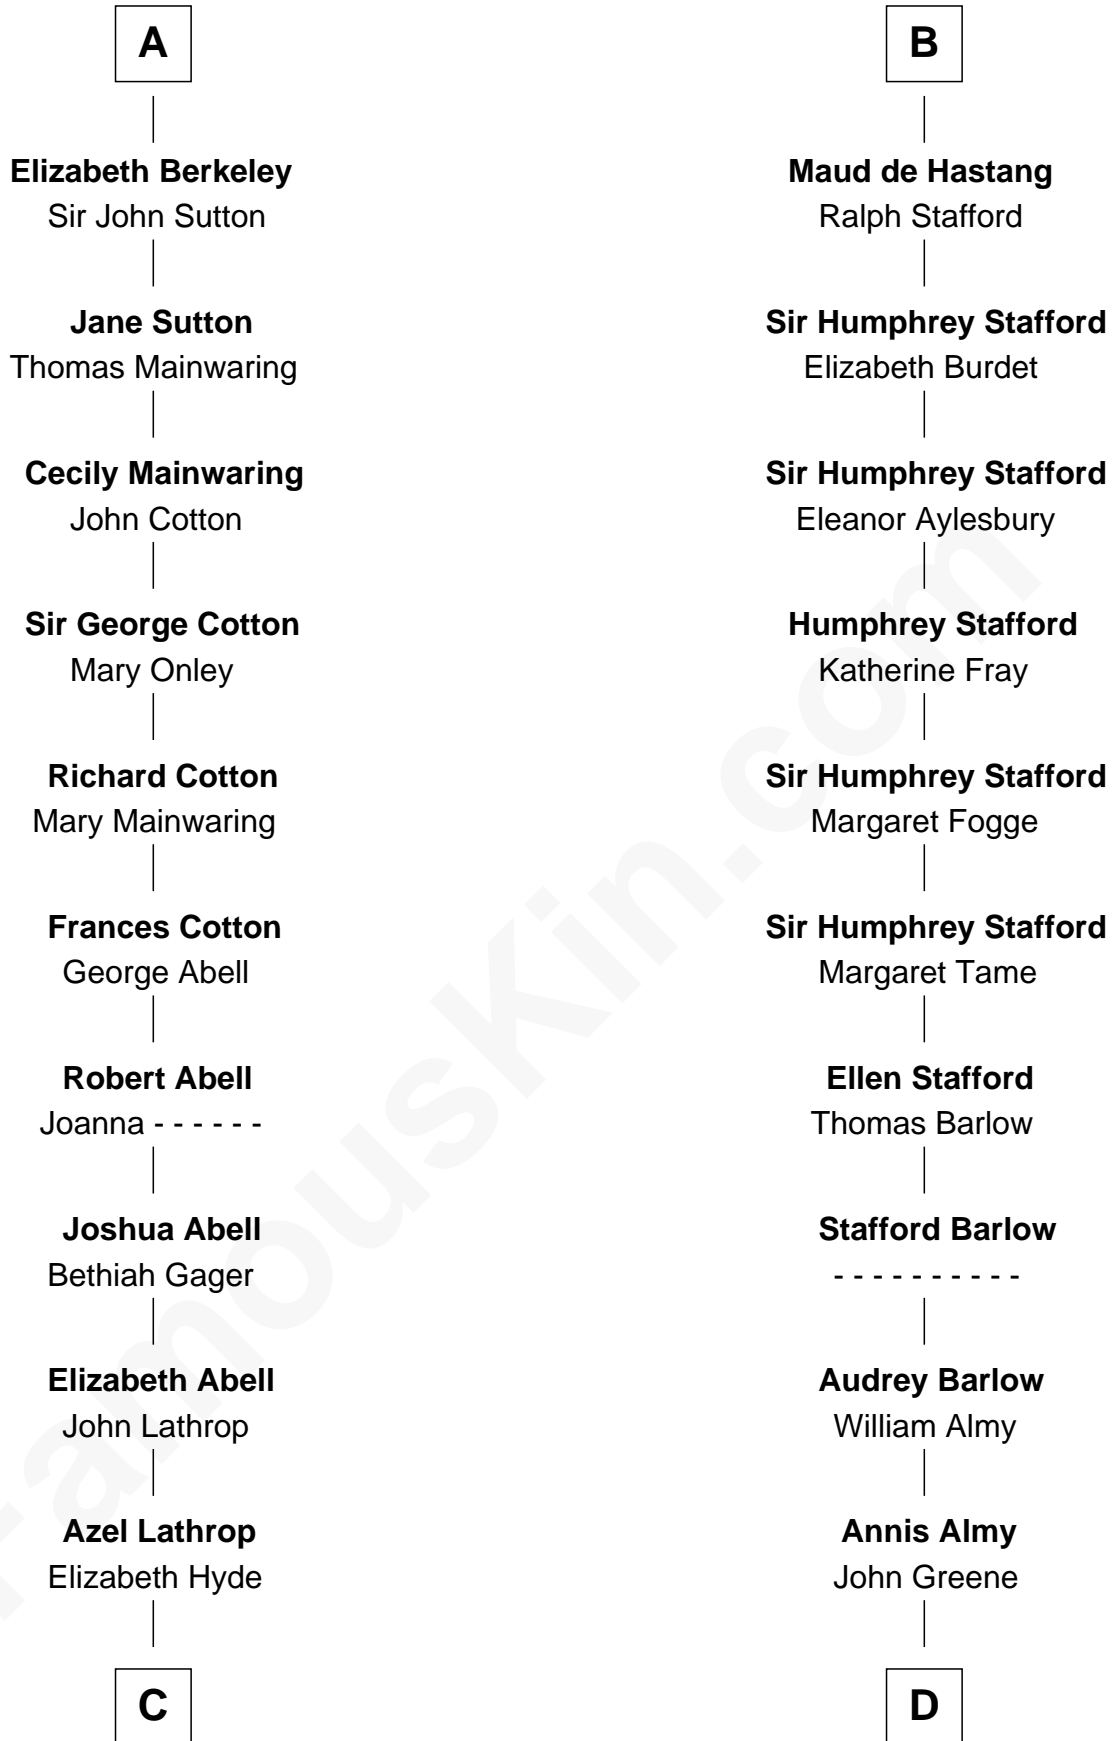 A
Elizabeth Berkeley
Sir John Sutton
Jane Sutton
Thomas Mainwaring
Cecily Mainwaring
John Cotton
Sir George Cotton
Mary Onley
Richard Cotton
Mary Mainwaring
Frances Cotton
George Abell
Robert Abell
Joanna - - - - - -
Joshua Abell
Bethiah Gager
Elizabeth Abell
John Lathrop
Azel Lathrop
Elizabeth Hyde
C
B
Maud de Hastang
Ralph Stafford
Sir Humphrey Stafford
Elizabeth Burdet
Sir Humphrey Stafford
Eleanor Aylesbury
Humphrey Stafford
Katherine Fray
Sir Humphrey Stafford
Margaret Fogge
Sir Humphrey Stafford
Margaret Tame
Ellen Stafford
Thomas Barlow
Stafford Barlow
- - - - - - - - - -
Audrey Barlow
William Almy
Annis Almy
John Greene
D
FamousKin.com